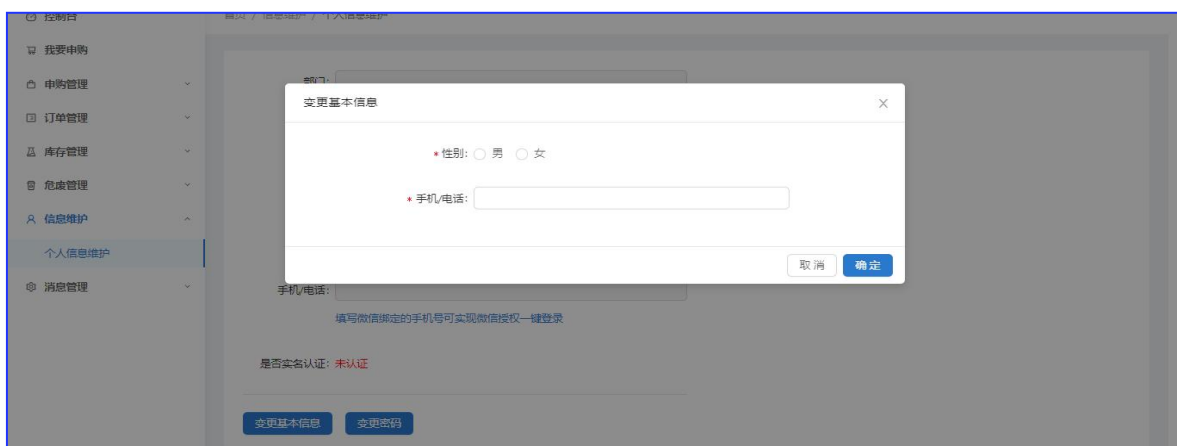 控制台
首页 / 信息维护 / 个人信息维护
我要申购
申购管理
部门:
变更基本信息
订单管理
库存管理
*性别: 男 女
危废管理
* 手机/电话:
信息维护
个人信息维护
取消 确定
消息管理
手机/电话:
填写微信绑定的手机号可实现微信授权一键登录
是否实名认证: 未认证
变更基本信息 变更密码